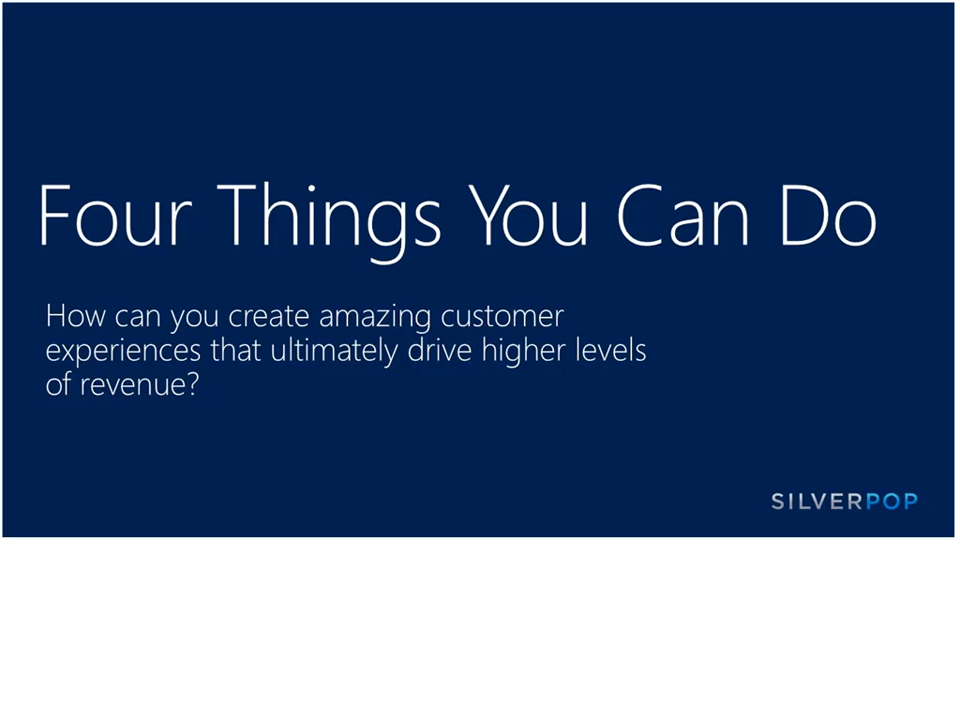 Four Things You Can Do
How can you create amazing customer
experiences that ultimately drive higher levels
of revenue?
SILVERPOP